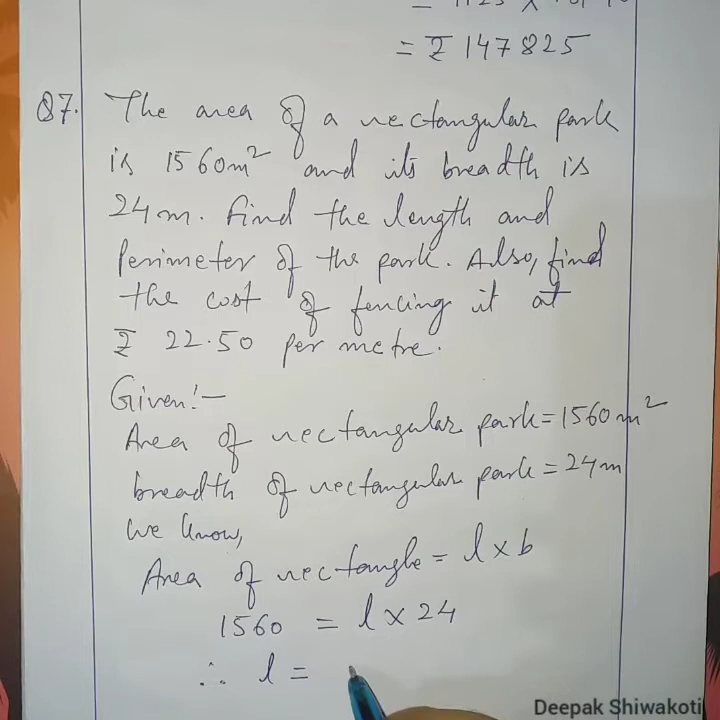 = ₹ 147825
Q7. The area of a rectangular park
is 1560m² and its breadth is
24m. Find the length and
Perimeter of the park. Also, find
the cost of fencing it at
₹ 22.50 per metre.
Given:-
Area of rectangular park = 1560m²
breadth of rectangular park = 24m
We know,
Area of rectangle = l × b
1560 = l × 24
∴ l =
Deepak Shiwakoti